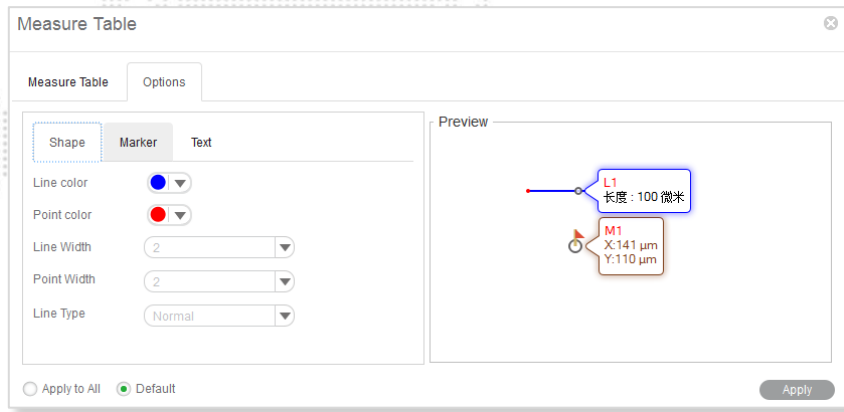 Measure Table
Measure Table
Options
Shape
Marker
Text
Preview
Line color
Point color
Line Width
2
Point Width
2
Line Type
Normal
L1
长度 : 100 微米
M1
X:141 µm
Y:110 µm
Apply to All
Default
Apply